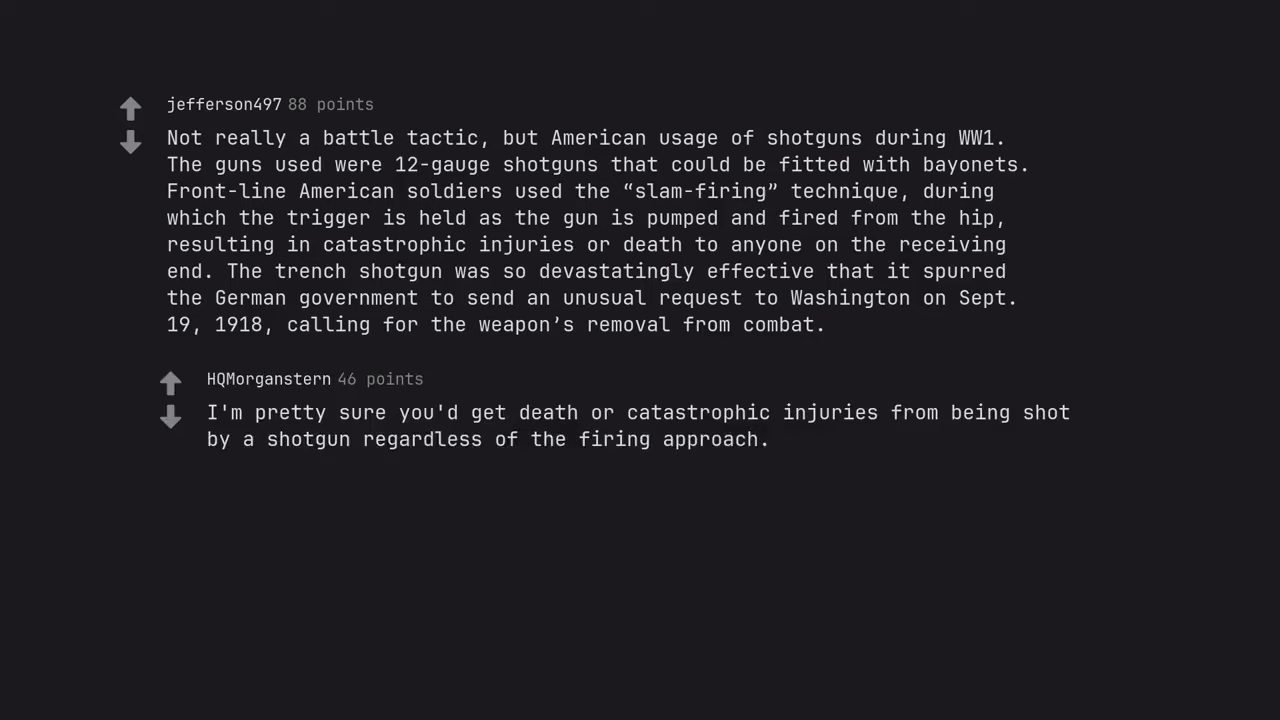 jefferson497 88 points
Not really a battle tactic, but American usage of shotguns during WW1.
The guns used were 12-gauge shotguns that could be fitted with bayonets.
Front-line American soldiers used the “slam-firing” technique, during
which the trigger is held as the gun is pumped and fired from the hip,
resulting in catastrophic injuries or death to anyone on the receiving
end. The trench shotgun was so devastatingly effective that it spurred
the German government to send an unusual request to Washington on Sept.
19, 1918, calling for the weapon’s removal from combat.
HQMorganstern 46 points
I'm pretty sure you'd get death or catastrophic injuries from being shot
by a shotgun regardless of the firing approach.